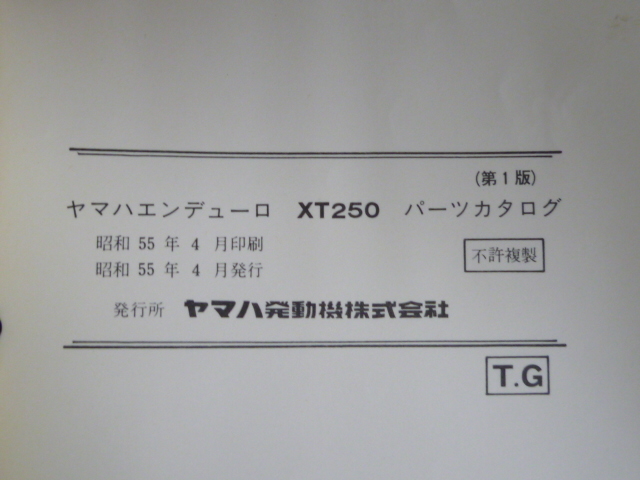 (第1版)
ヤマハエンデューロ XT250 パーツカタログ
昭和 55 年 4 月印刷
昭和 55 年 4 月発行
不許複製
発行所 ヤマハ発動機株式会社
T.G